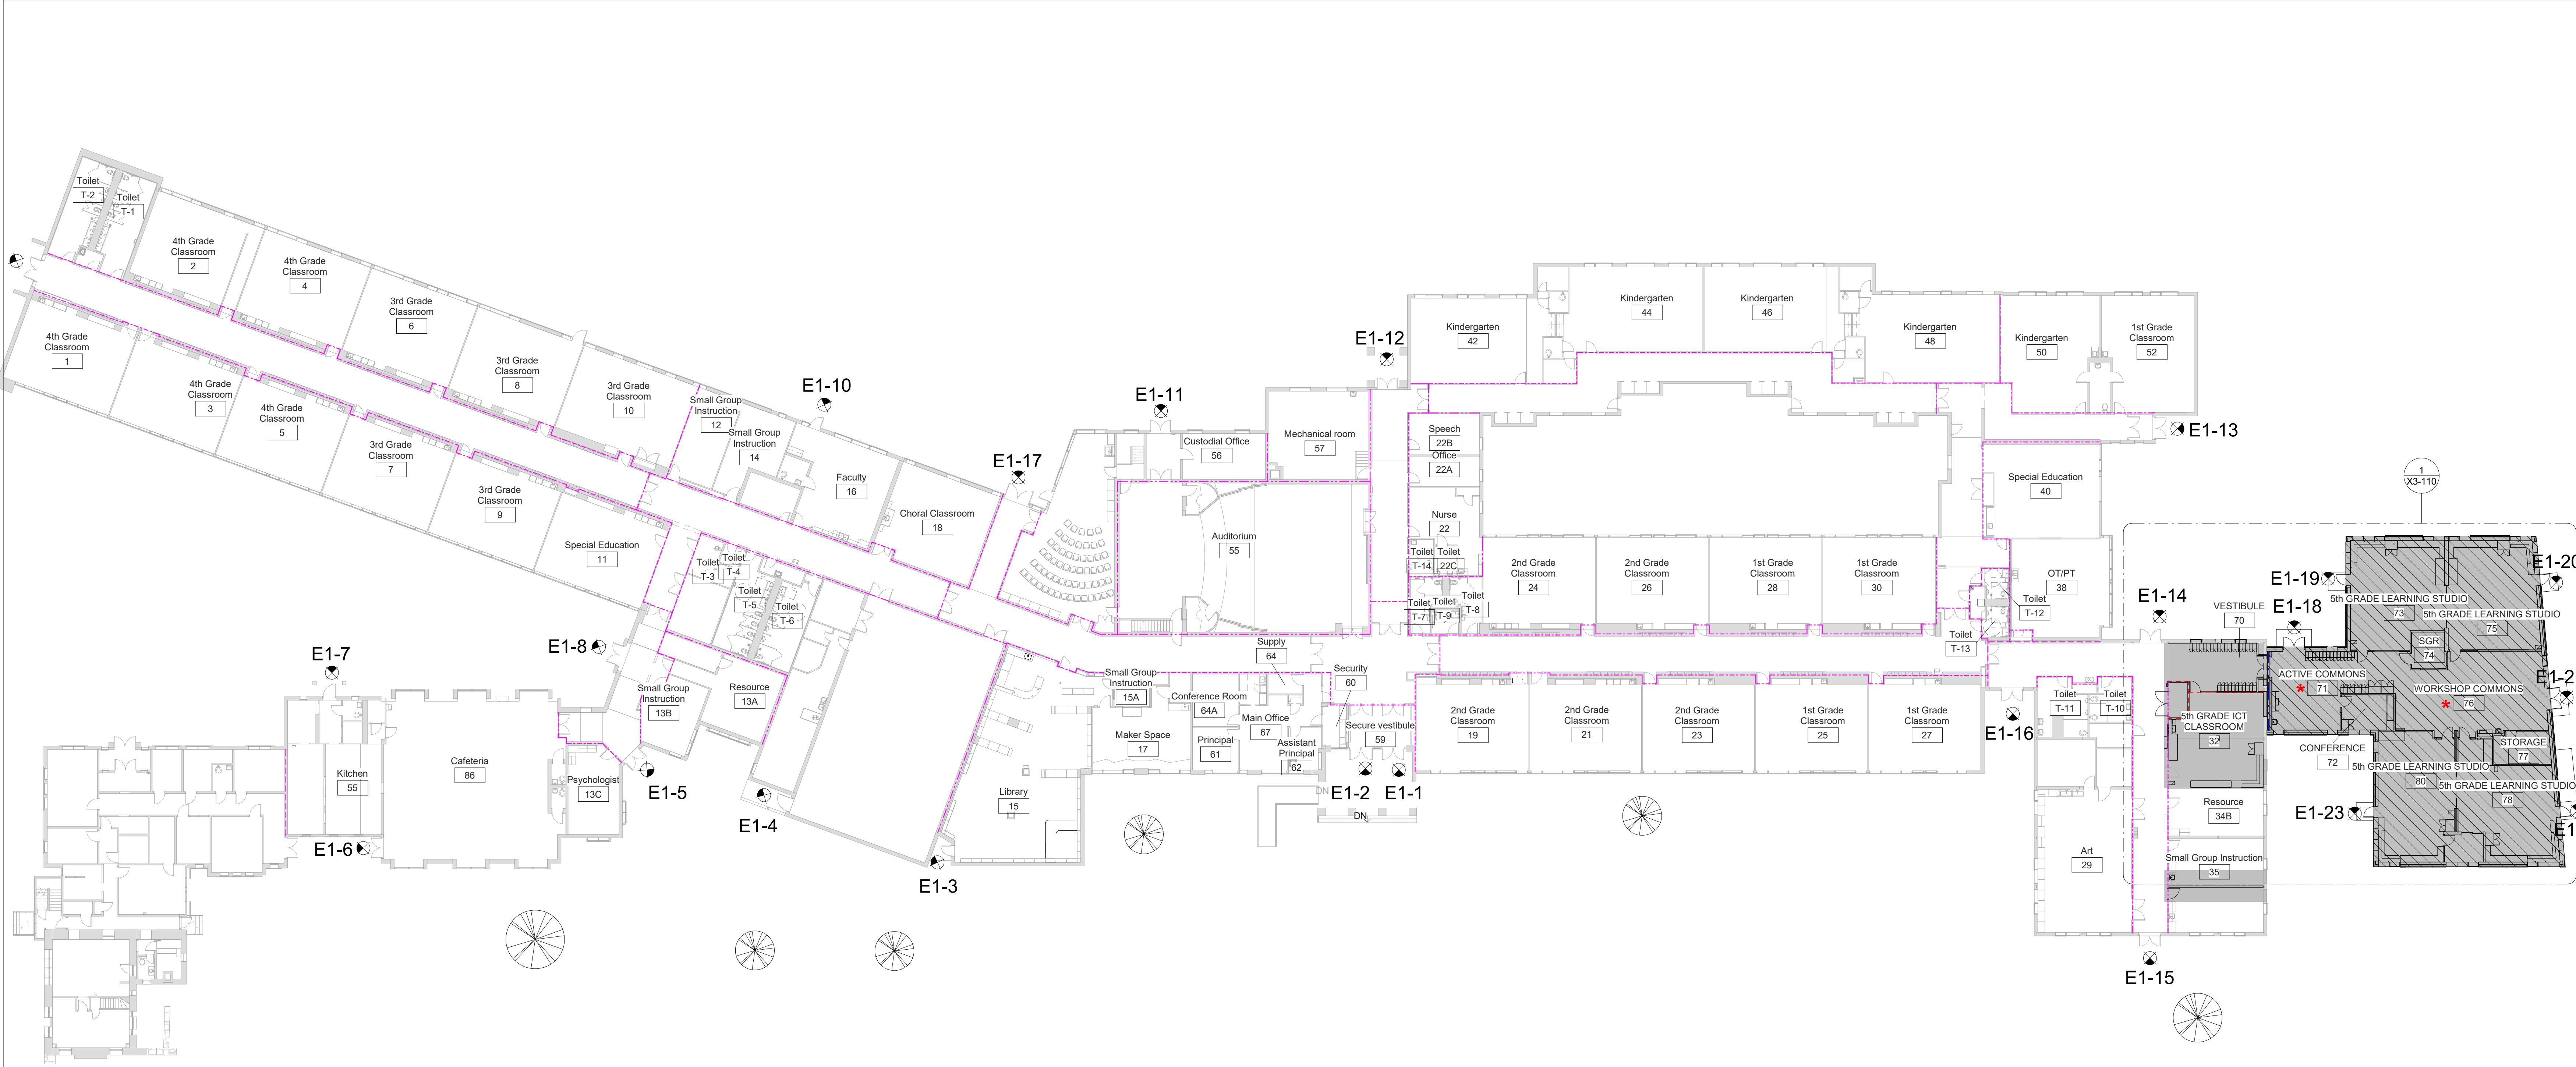 Toilet
T-2
Toilet
T-1
4th Grade
Classroom
2
4th Grade
Classroom
4
3rd Grade
Classroom
6
3rd Grade
Classroom
8
3rd Grade
Classroom
10
Small Group
Instruction
12
Small Group
Instruction
14
Faculty
16
Choral Classroom
18
4th Grade
Classroom
1
4th Grade
Classroom
3
4th Grade
Classroom
5
3rd Grade
Classroom
7
3rd Grade
Classroom
9
Special Education
11
Toilet
T-3
Toilet
T-4
Toilet
T-5
Toilet
T-6
Resource
13A
Small Group
Instruction
13B
Psychologist
13C
Cafeteria
86
Kitchen
55
E1-7
E1-8
E1-6
E1-5
E1-4
E1-3
E1-10
E1-17
E1-11
E1-12
Custodial Office
56
Mechanical room
57
Auditorium
55
Library
15
Small Group
Instruction
15A
Maker Space
17
Conference Room
64A
Principal
61
Main Office
67
Assistant
Principal
62
Supply
64
Security
60
Secure vestibule
59
E1-2
E1-1
DN
DN
Kindergarten
42
Kindergarten
44
Kindergarten
46
Kindergarten
48
Kindergarten
50
1st Grade
Classroom
52
E1-13
Speech
22B
Office
22A
Nurse
22
Toilet
T-14
Toilet
22C
Toilet
T-7
Toilet
T-9
Toilet
T-8
2nd Grade
Classroom
24
2nd Grade
Classroom
26
1st Grade
Classroom
28
1st Grade
Classroom
30
2nd Grade
Classroom
19
2nd Grade
Classroom
21
2nd Grade
Classroom
23
1st Grade
Classroom
25
1st Grade
Classroom
27
Special Education
40
OT/PT
38
Toilet
T-12
Toilet
T-13
E1-16
E1-14
Toilet
T-11
Toilet
T-10
Art
29
E1-15
1
X3-110
VESTIBULE
70
5th GRADE ICT
CLASSROOM
32
Resource
34B
Small Group Instruction
35
E1-18
E1-19
E1-20
E1-2
5th GRADE LEARNING STUDIO
73
5th GRADE LEARNING STUDIO
75
SGR
74
ACTIVE COMMONS
* 71
WORKSHOP COMMONS
* 76
CONFERENCE
72
STORAGE
77
5th GRADE LEARNING STUDIO
80
5th GRADE LEARNING STUDIO
78
E1-23
E1